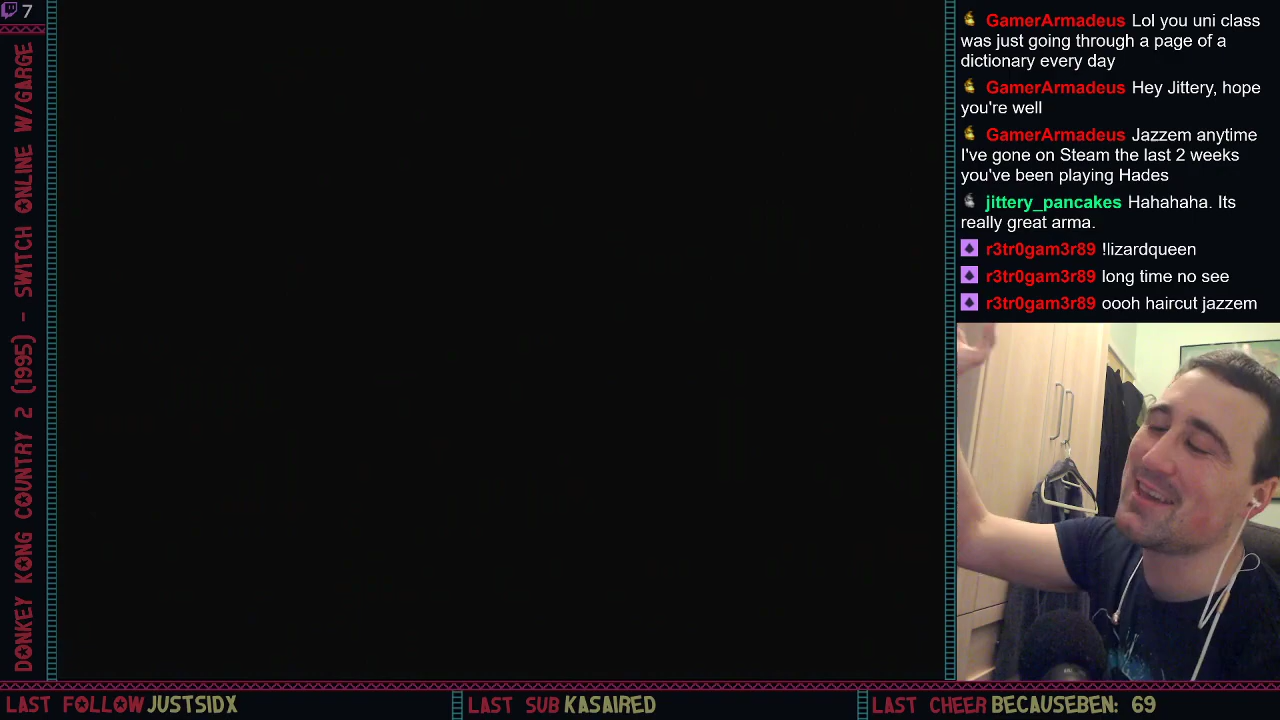 7
DONKEY KONG COUNTRY 2 (1995) - SWITCH ONLINE W/GARGE
GamerArmadeus Lol you uni class
was just going through a page of a
dictionary every day
GamerArmadeus Hey Jittery, hope
you're well
GamerArmadeus Jazzem anytime
I've gone on Steam the last 2 weeks
you've been playing Hades
jittery_pancakes Hahahaha. Its
really great arma.
r3tr0gam3r89 !lizardqueen
r3tr0gam3r89 long time no see
r3tr0gam3r89 oooh haircut jazzem
LAST FOLLOW JUSTSIDX
LAST SUB KASAIRED
LAST CHEER BECAUSEBEN: 69